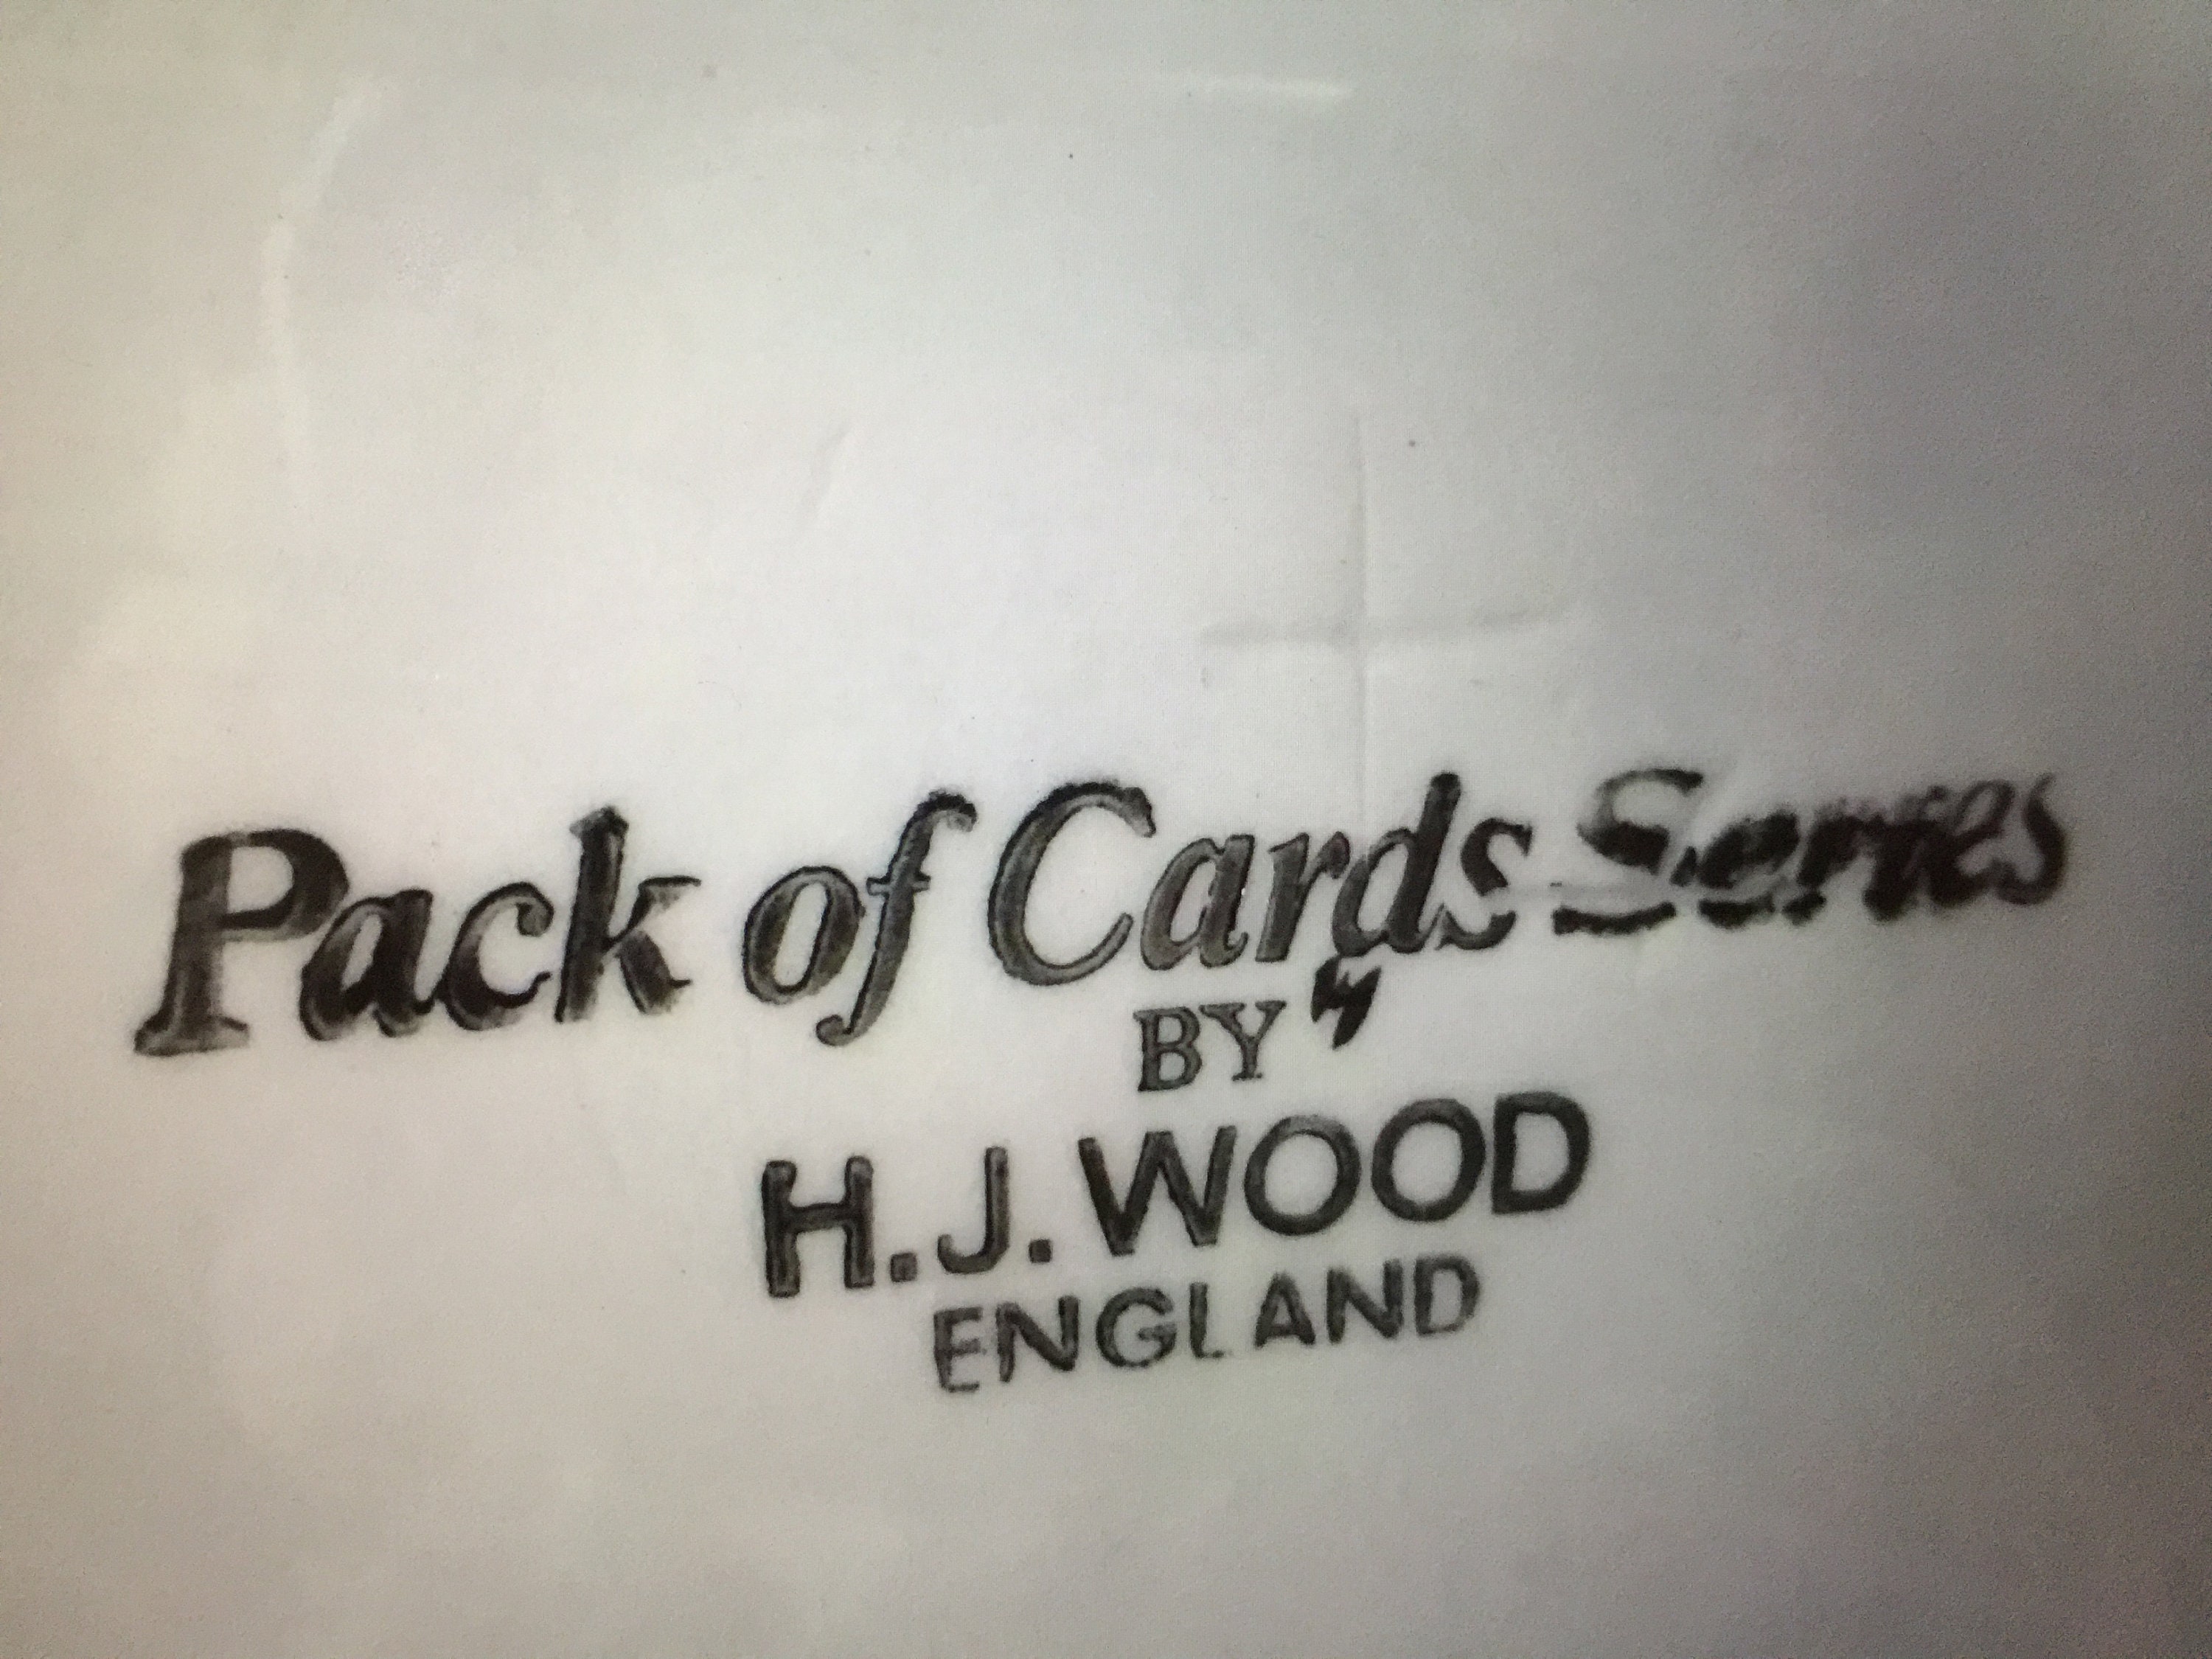 Pack of Cards Series
BY
H.J. WOOD
ENGLAND